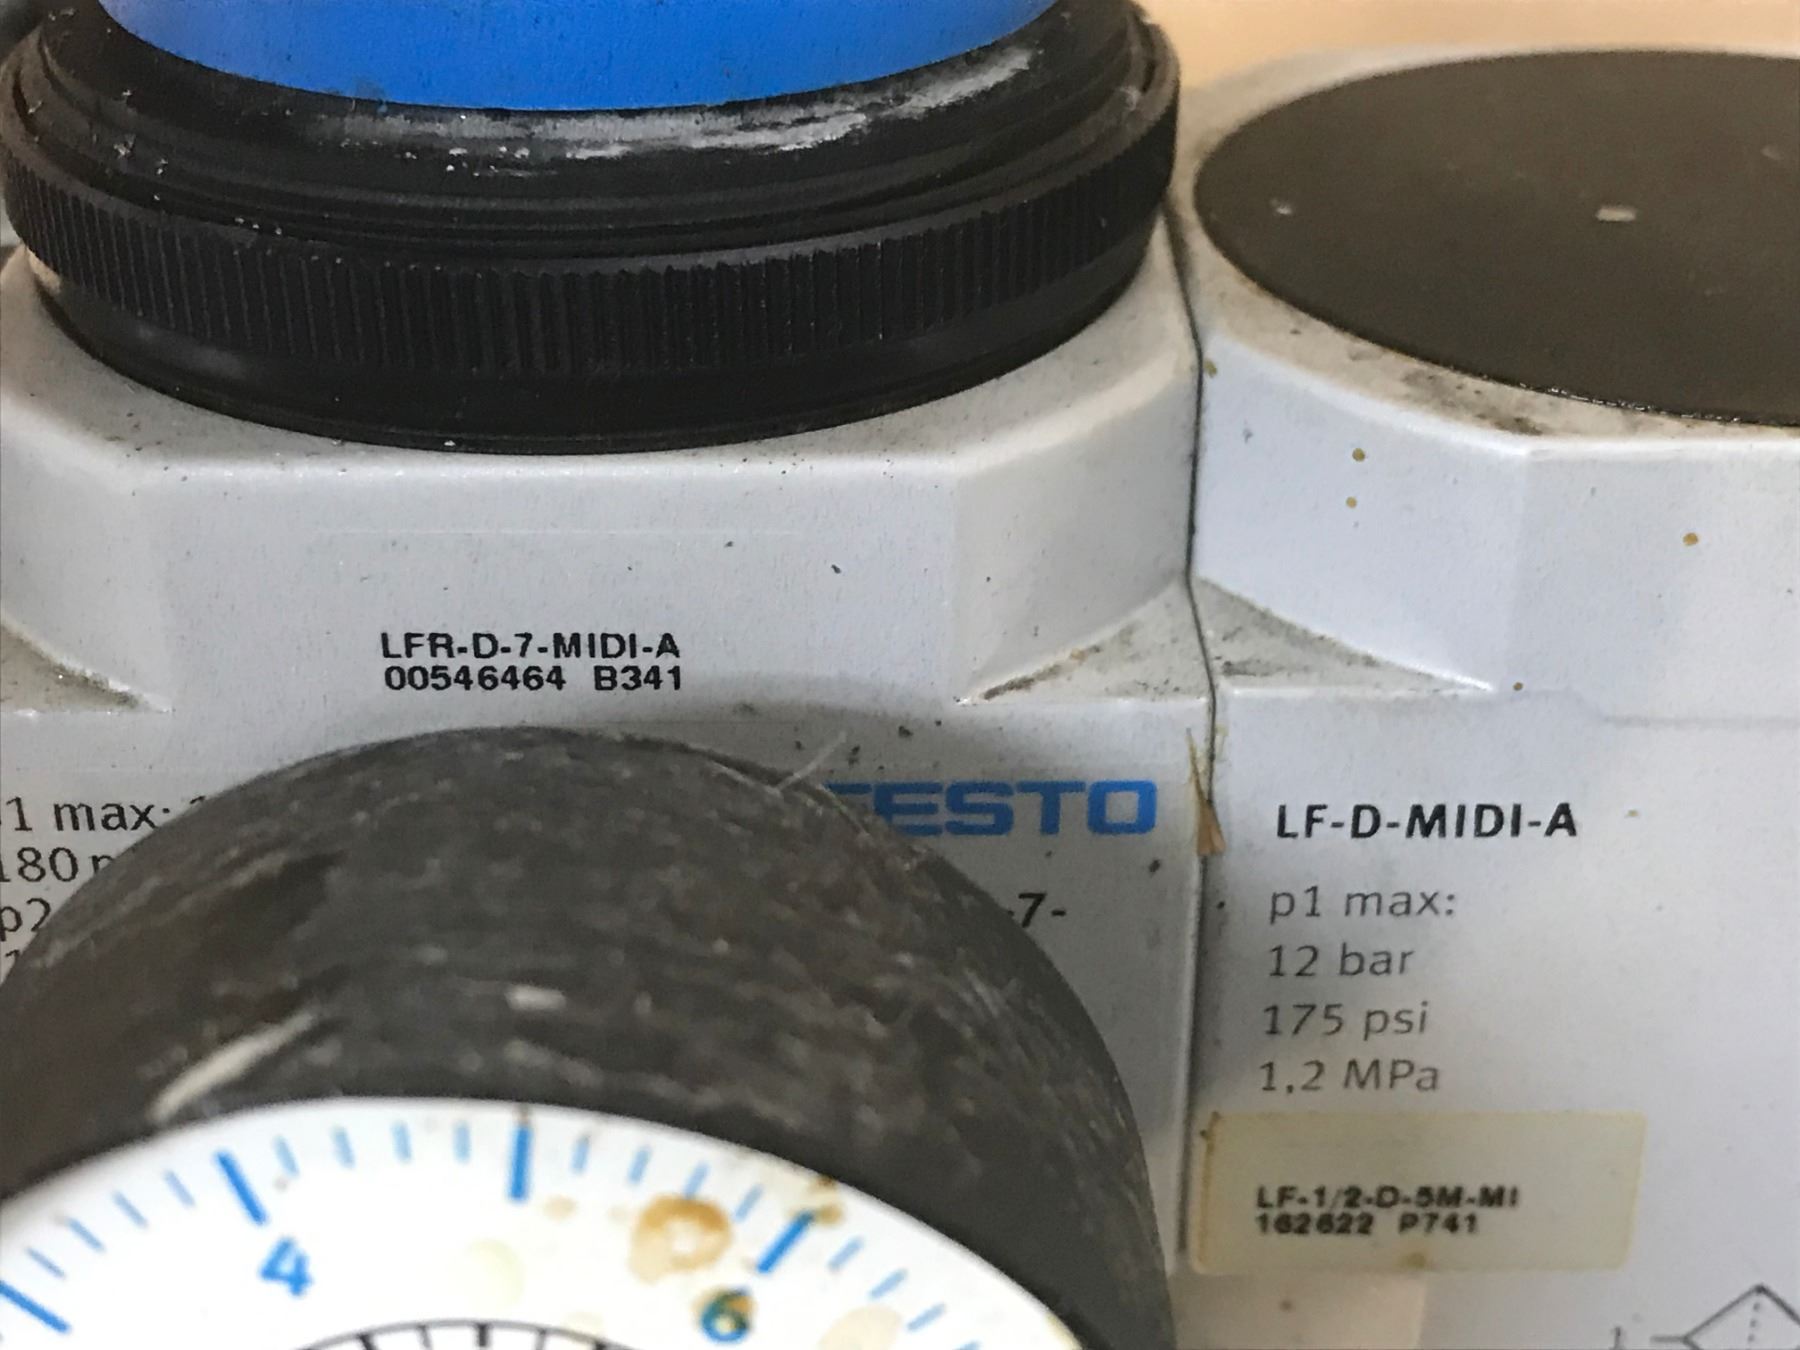 LFR-D-7-MIDI-A
00546464 B341
1 max:
180
p2
FESTO
-7-
LF-D-MIDI-A
p1 max:
12 bar
175 psi
1,2 MPa
LF-1/2-D-5M-MI
162622 P741
4
6
1